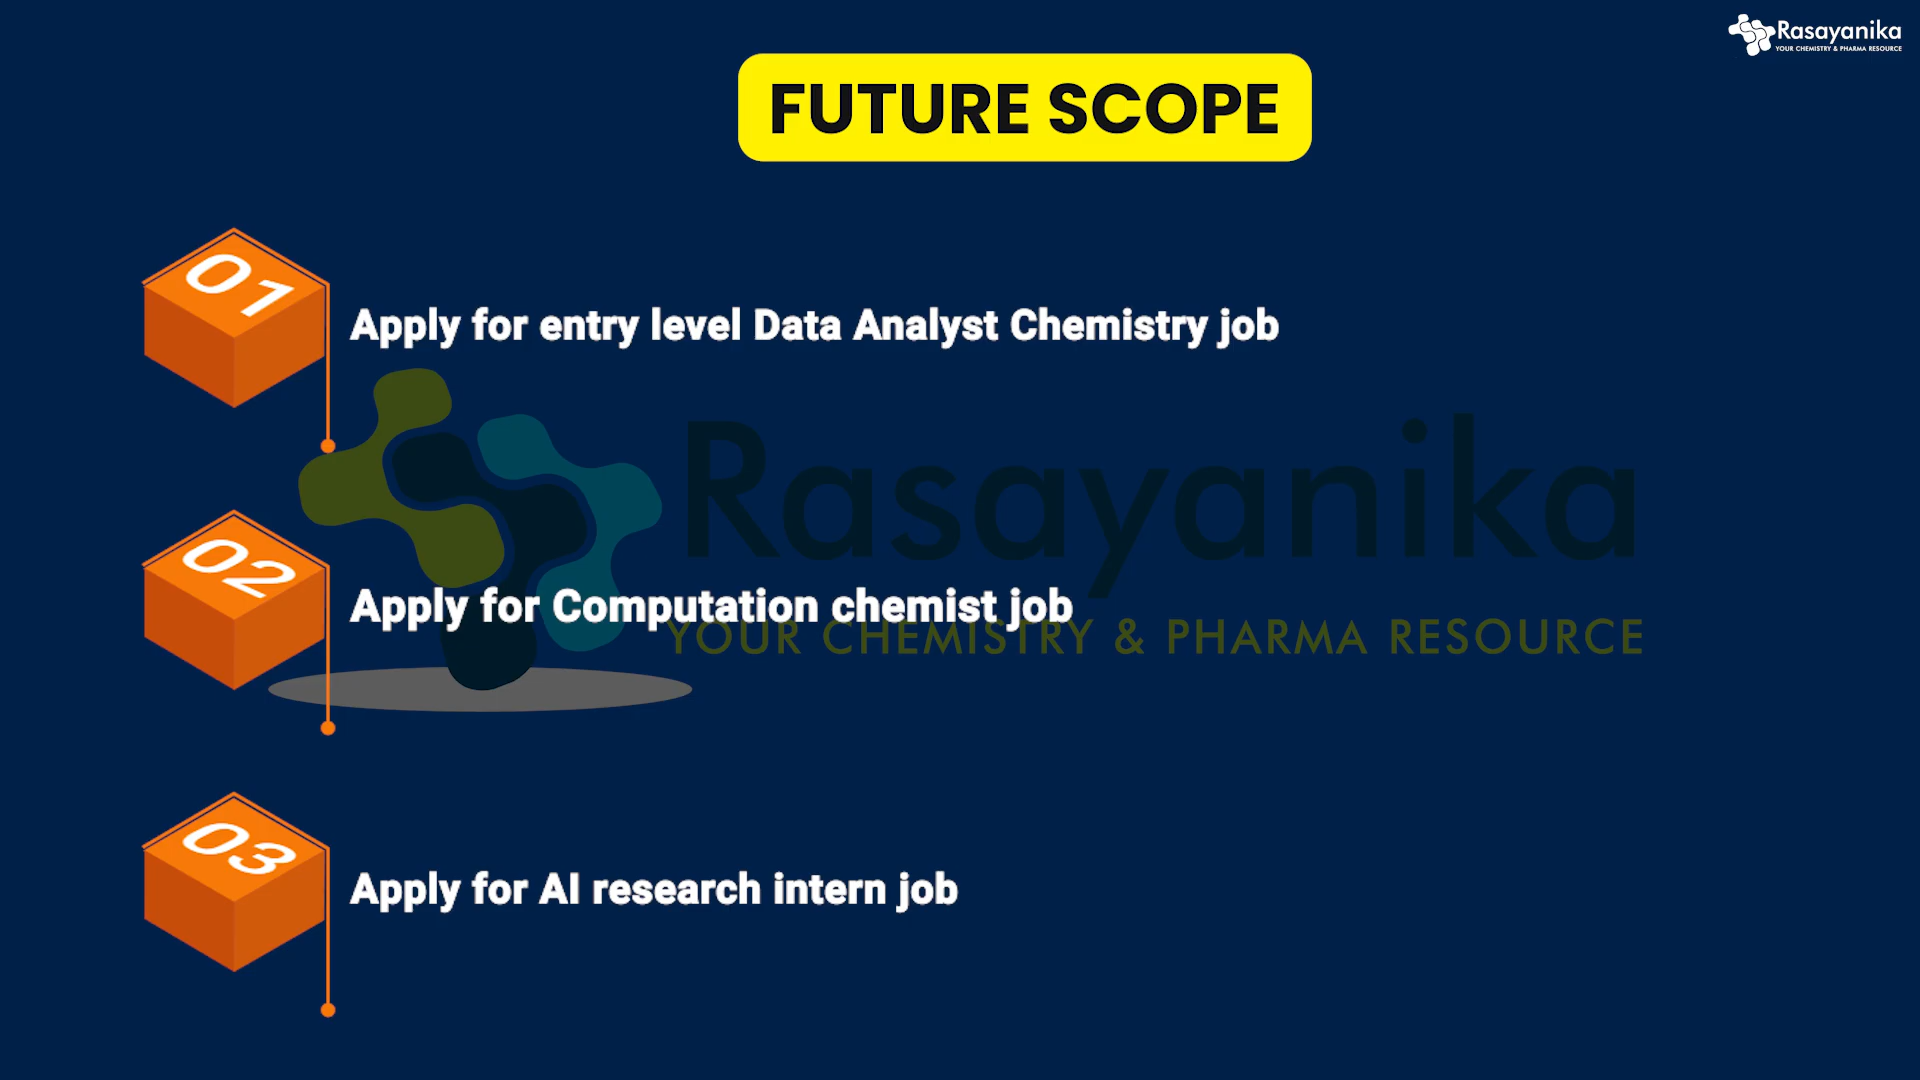 Rasayanika
YOUR CHEMISTRY & PHARMA RESOURCE
FUTURE SCOPE
01
Apply for entry level Data Analyst Chemistry job
Rasayanika
02
Apply for Computation chemist job
YOUR CHEMISTRY & PHARMA RESOURCE
03
Apply for AI research intern job